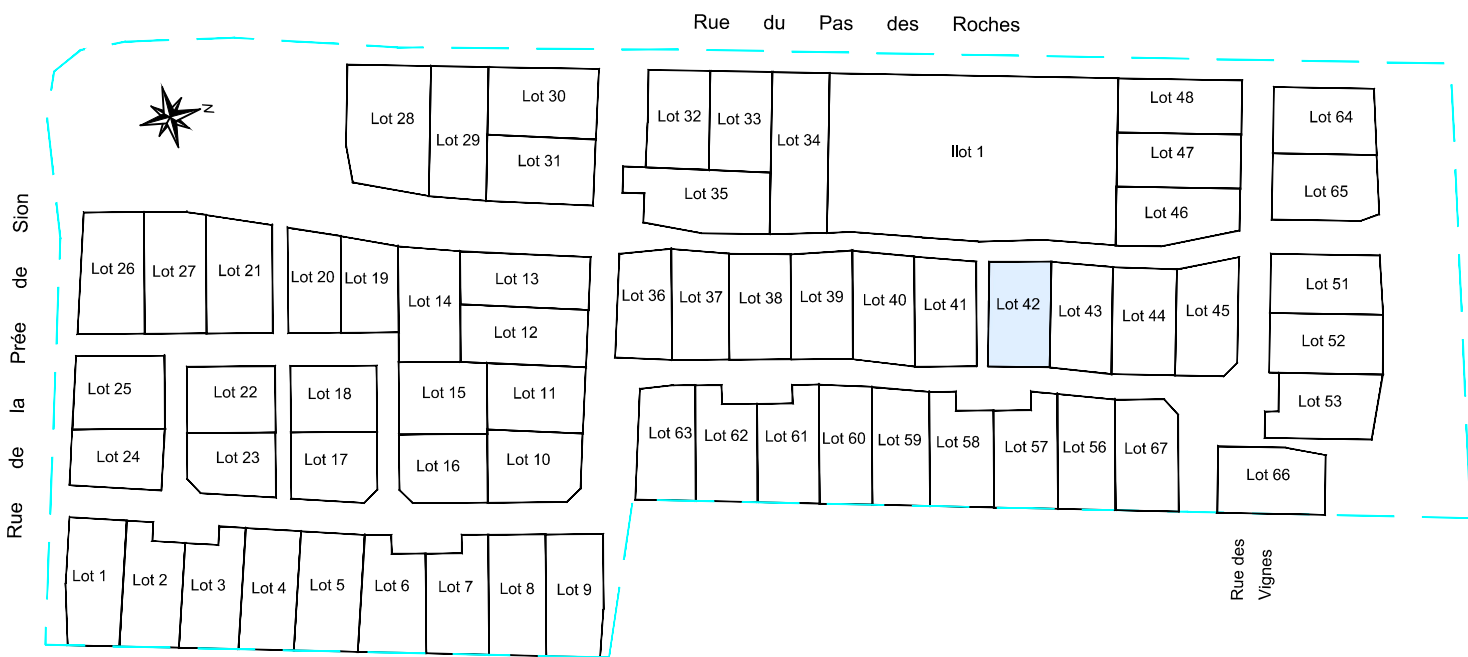 Rue du Pas des Roches
N
Rue de la Prée de Sion
Lot 28
Lot 29
Lot 30
Lot 31
Lot 32
Lot 33
Lot 34
Lot 35
Ilot 1
Lot 48
Lot 47
Lot 46
Lot 64
Lot 65
Lot 26
Lot 27
Lot 21
Lot 20
Lot 19
Lot 14
Lot 13
Lot 12
Lot 36
Lot 37
Lot 38
Lot 39
Lot 40
Lot 41
Lot 42
Lot 43
Lot 44
Lot 45
Lot 51
Lot 52
Lot 53
Lot 25
Lot 24
Lot 22
Lot 23
Lot 18
Lot 17
Lot 15
Lot 16
Lot 11
Lot 10
Lot 63
Lot 62
Lot 61
Lot 60
Lot 59
Lot 58
Lot 57
Lot 56
Lot 67
Lot 66
Lot 1
Lot 2
Lot 3
Lot 4
Lot 5
Lot 6
Lot 7
Lot 8
Lot 9
Rue des
Vignes